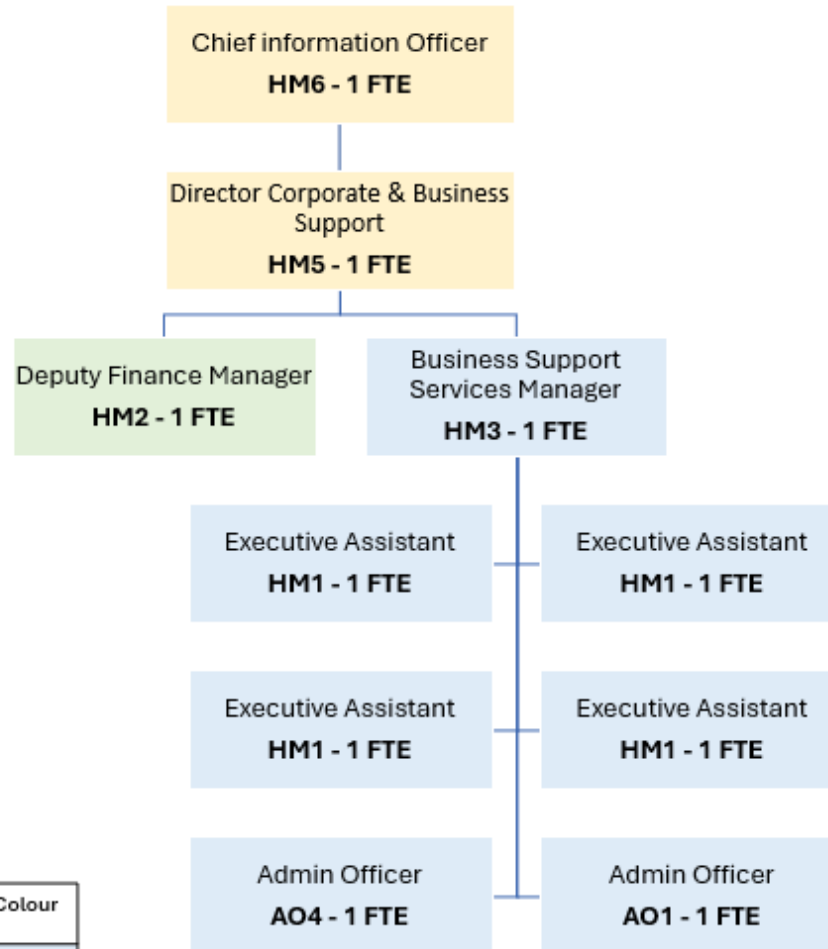 Chief information Officer
HM6 - 1 FTE
Director Corporate & Business
Support
HM5 - 1 FTE
Deputy Finance Manager
HM2 - 1 FTE
Business Support
Services Manager
HM3 - 1 FTE
Executive Assistant
HM1 - 1 FTE
Executive Assistant
HM1 - 1 FTE
Executive Assistant
HM1 - 1 FTE
Executive Assistant
HM1 - 1 FTE
Admin Officer
AO4 - 1 FTE
Admin Officer
AO1 - 1 FTE
Colour